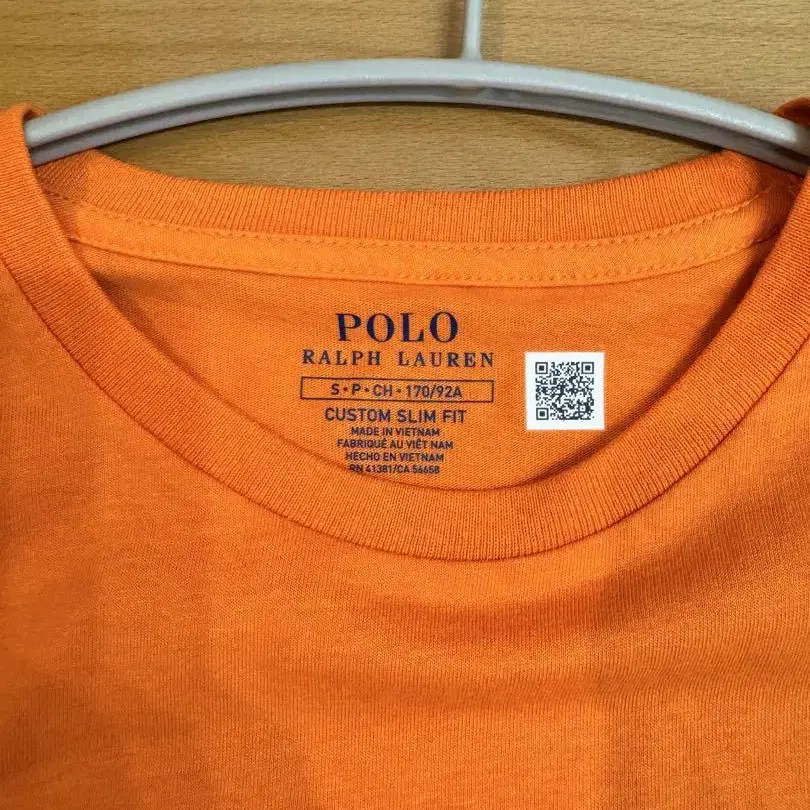 POLO
RALPH LAUREN
S•P•CH-170/92A
CUSTOM SLIM FIT
MADE IN VIETNAM
FABRIQUÉ AU VIÊT NAM
HECHO EN VIETNAM
RN 41381/CA 56658